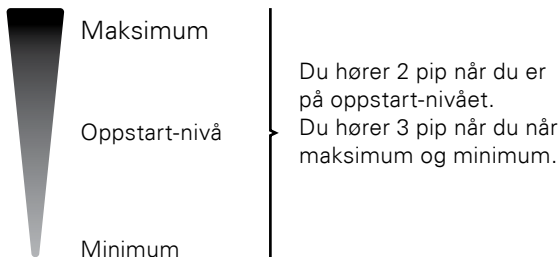 Maksimum
Oppstart-nivå
Minimum
Du hører 2 pip når du er
på oppstart-nivået.
Du hører 3 pip når du når
maksimum og minimum.